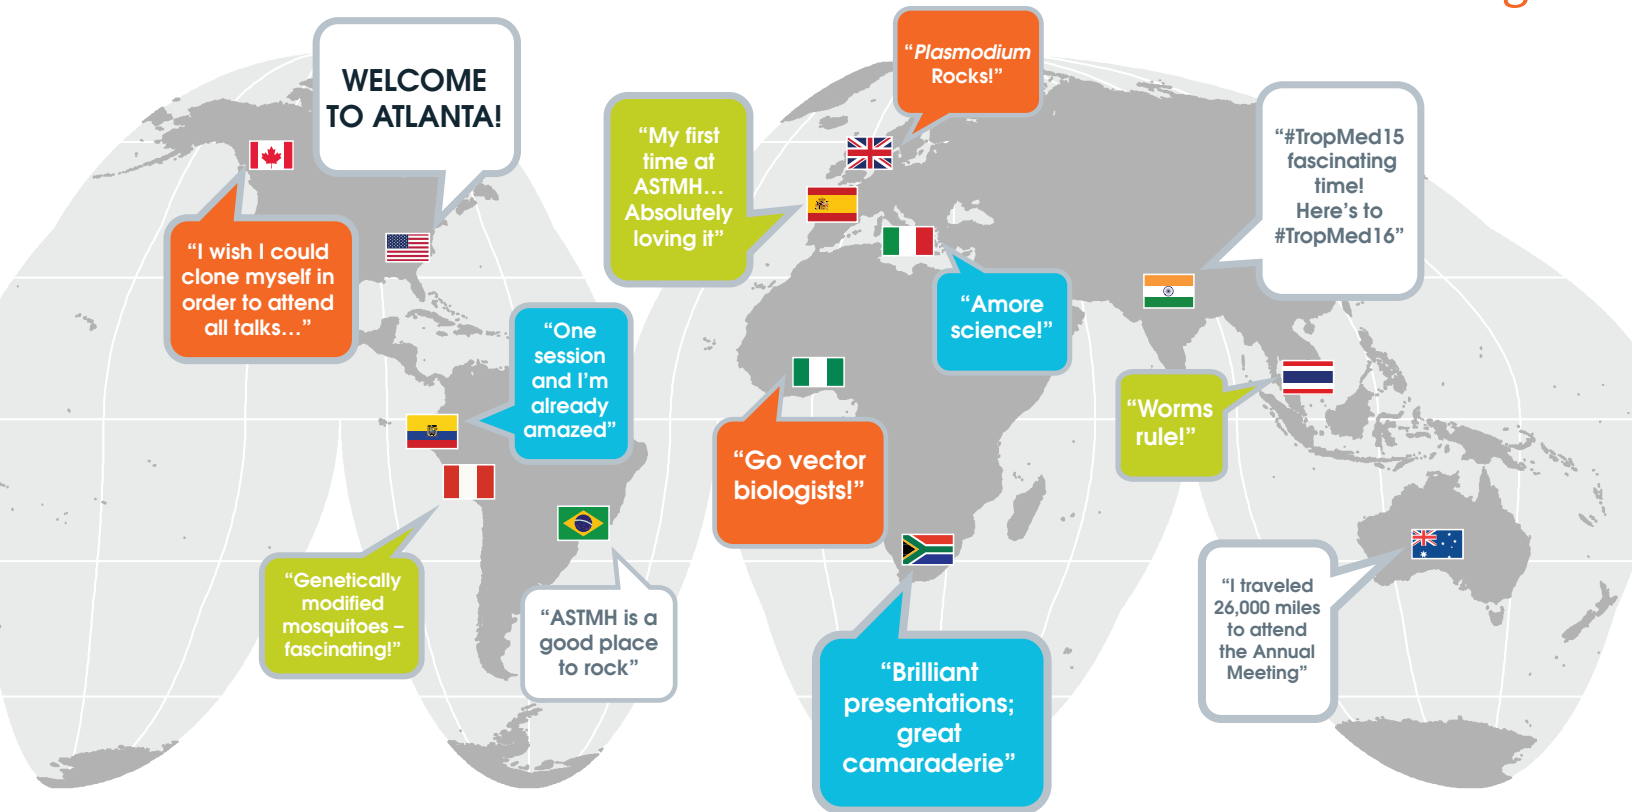 WELCOME
TO ATLANTA!
“Plasmodium
Rocks!”
“My first
time at
ASTMH...
Absolutely
loving it”
“#TropMed15
fascinating
time!
Here’s to
#TropMed16”
“I wish I could
clone myself in
order to attend
all talks...”
“Amore
science!”
“One
session
and I’m
already
amazed”
“Worms
rule!”
“Go vector
biologists!”
“Genetically
modified
mosquitoes –
fascinating!”
“ASTMH is a
good place
to rock”
“I traveled
26,000 miles
to attend
the Annual
Meeting”
“Brilliant
presentations;
great
camaraderie”